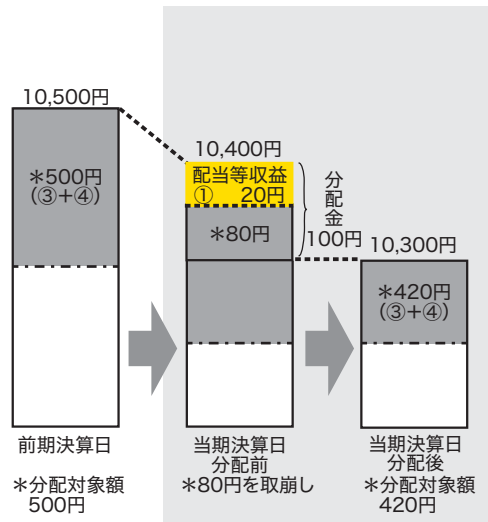 10,500円
＊500円
（③+④）
前期決算日
＊分配対象額
500円
10,400円
配当等収益
① 20円
＊80円
分配金
100円
当期決算日
分配前
＊80円を取崩し
10,300円
＊420円
（③+④）
当期決算日
分配後
＊分配対象額
420円